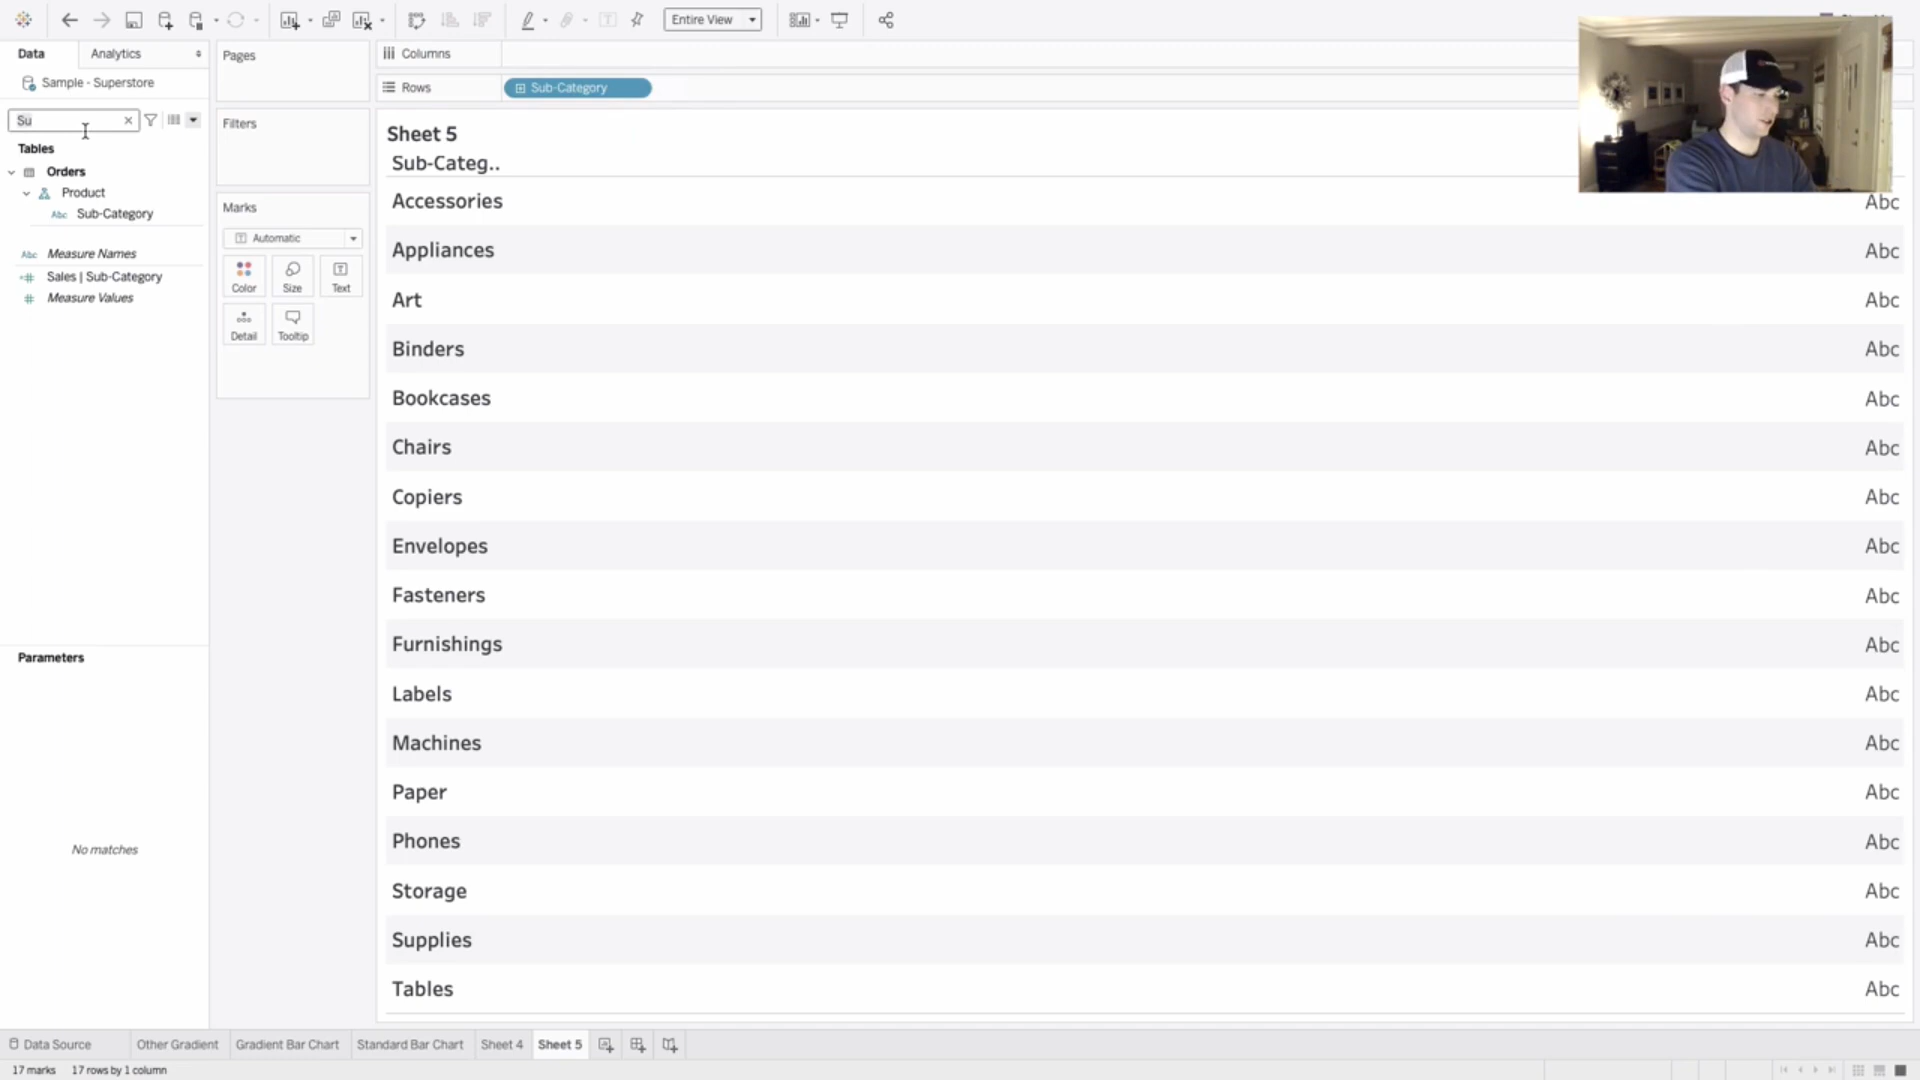 Entire View
Data
Analytics
Sample - Superstore
Su
Tables
Orders
Product
Abc Sub-Category
Abc Measure Names
Sales | Sub-Category
Measure Values
Parameters
No matches
Pages
Filters
Marks
Automatic
Color
Size
Text
Detail
Tooltip
Columns
Rows
Sub-Category
Sheet 5
Sub-Categ..
Accessories Abc
Appliances Abc
Art Abc
Binders Abc
Bookcases Abc
Chairs Abc
Copiers Abc
Envelopes Abc
Fasteners Abc
Furnishings Abc
Labels Abc
Machines Abc
Paper Abc
Phones Abc
Storage Abc
Supplies Abc
Tables Abc
Data Source
Other Gradient
Gradient Bar Chart
Standard Bar Chart
Sheet 4
Sheet 5
17 marks
17 rows by 1 column